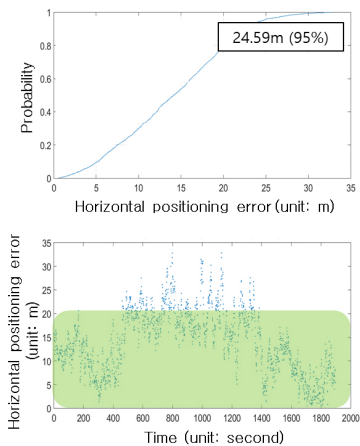 1
0.8
0.6
0.4
0.2
0
Probability
24.59m (95%)
0 5 10 15 20 25 30 35
Horizontal positioning error (unit: m)
35
30
25
20
15
10
5
0
Horizontal positioning error
(unit: m)
0 200 400 600 800 1000 1200 1400 1600 1800 2000
Time (unit: second)